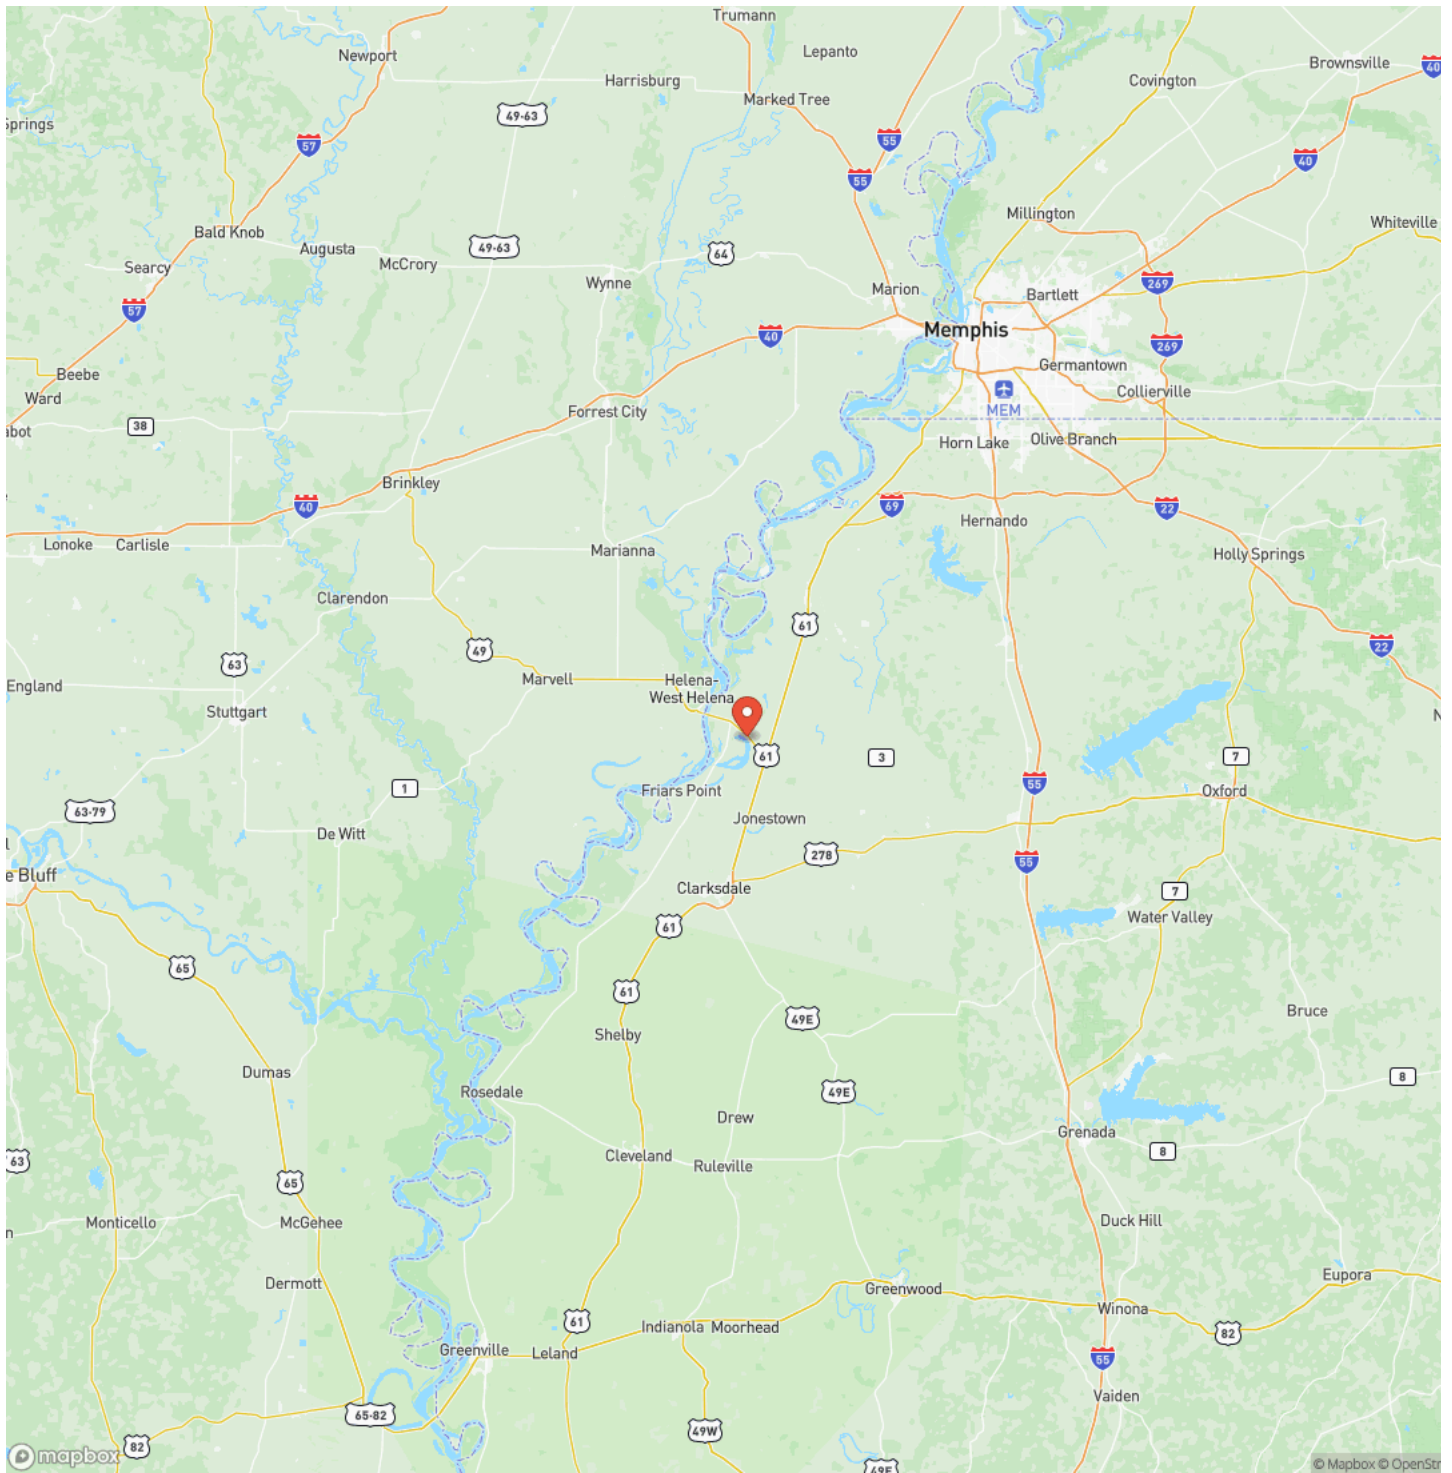 Trumann
Newport
Lepanto
Brownsville
40
Harrisburg
Covington
Marked Tree
49-63
Springs
57
55
40
55
Millington
Whiteville
Bald Knob
Augusta
49-63
64
McCrory
Searcy
Wynne
269
Marion
Bartlett
57
Memphis
40
269
Germantown
Beebe
Collierville
Ward
MEM
Forrest City
38
abot
Horn Lake
Olive Branch
Brinkley
40
69
22
Hernando
Lonoke
Carlisle
Marianna
Holly Springs
Clarendon
61
49
22
63
Helena-
West Helena
Marvell
England
Stuttgart
N
61
3
7
55
1
Friars Point
Oxford
63-79
Jonestown
De Witt
278
55
e Bluff
Clarksdale
7
Water Valley
61
65
61
49E
Bruce
Shelby
Dumas
8
Rosedale
49E
Drew
Grenada
63
8
Cleveland
Ruleville
65
Monticello
McGehee
Duck Hill
n
Dermott
Eupora
Greenwood
Winona
61
Indianola
Moorhead
82
Greenville
Leland
55
Vaiden
65-82
49W
82
mapbox
49E
© Mapbox © OpenStr